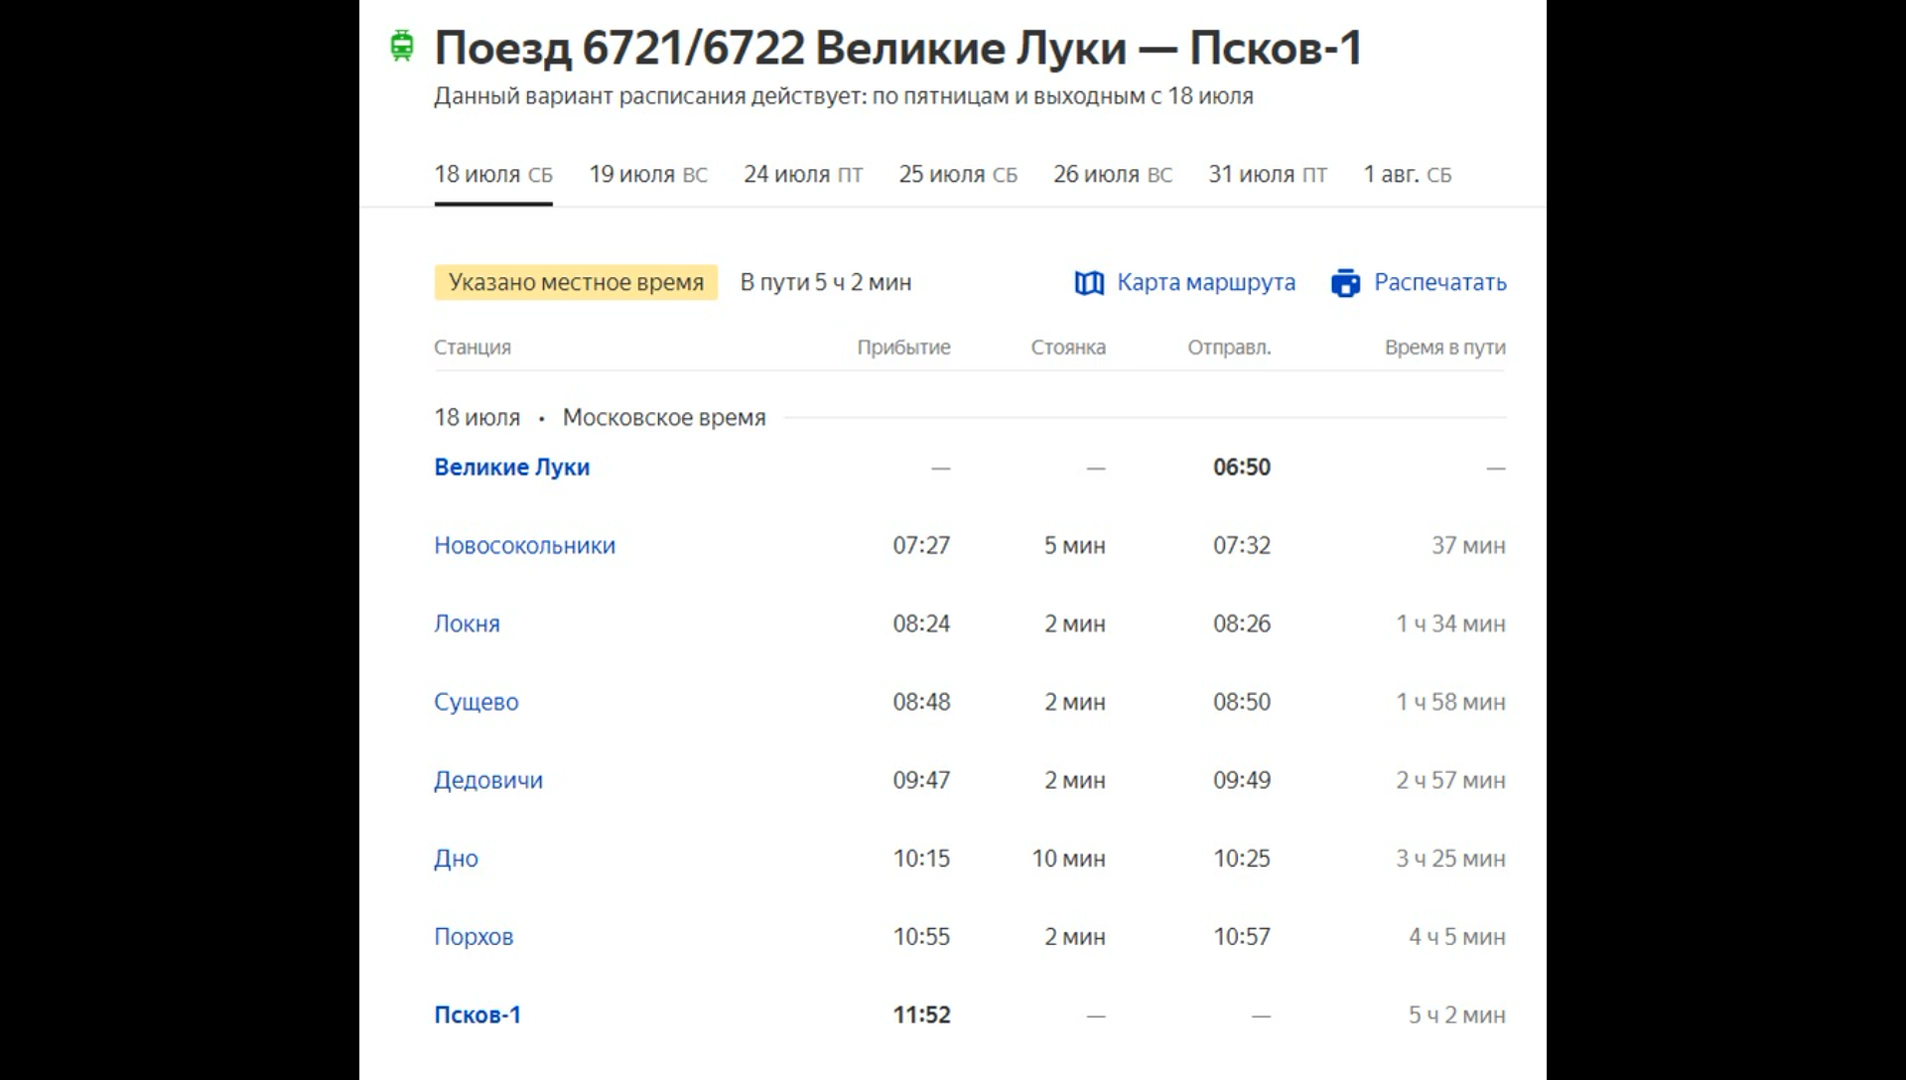 Поезд 6721/6722 Великие Луки — Псков-1
Данный вариант расписания действует: по пятницам и выходным с 18 июля
18 июля СБ 19 июля ВС 24 июля ПТ 25 июля СБ 26 июля ВС 31 июля ПТ 1 авг. СБ
Указано местное время В пути 5 ч 2 мин Карта маршрута Распечатать
Станция Прибытие Стоянка Отправл. Время в пути
18 июля • Московское время
Великие Луки — — 06:50 —
Новосокольники 07:27 5 мин 07:32 37 мин
Локня 08:24 2 мин 08:26 1 ч 34 мин
Сущево 08:48 2 мин 08:50 1 ч 58 мин
Дедовичи 09:47 2 мин 09:49 2 ч 57 мин
Дно 10:15 10 мин 10:25 3 ч 25 мин
Порхов 10:55 2 мин 10:57 4 ч 5 мин
Псков-1 11:52 — — 5 ч 2 мин